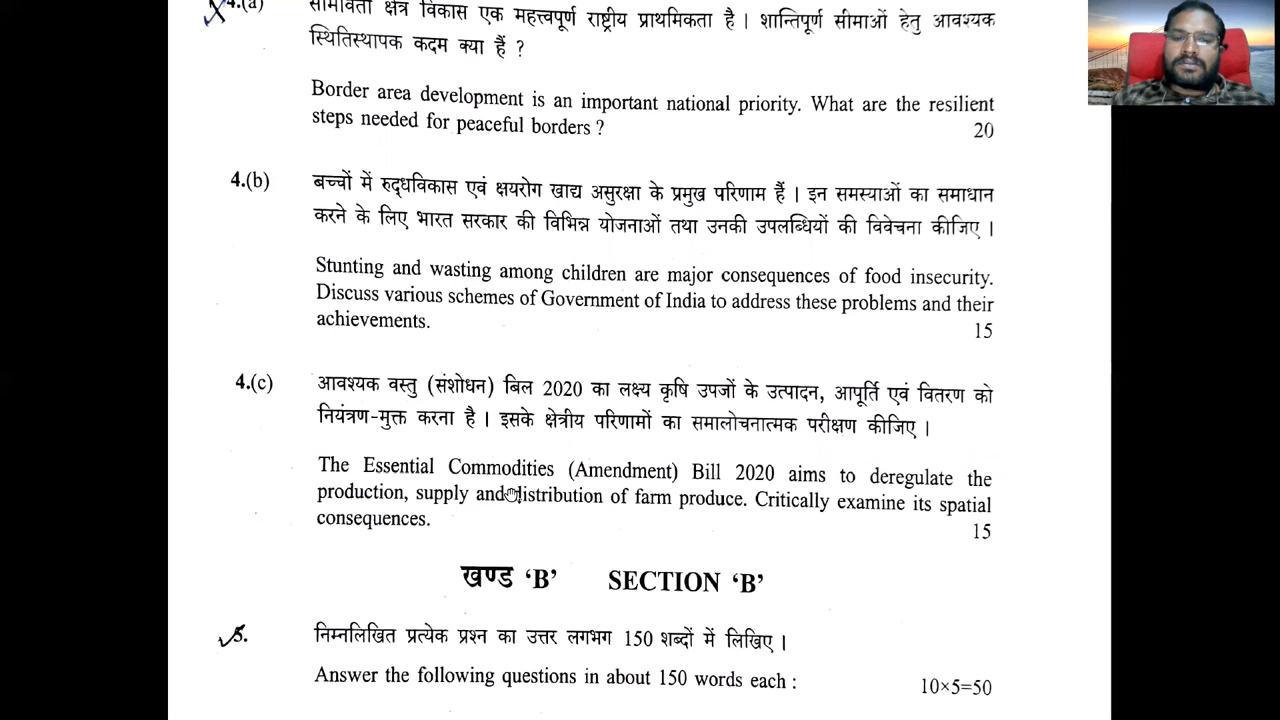 4.(a) सीमावर्ती क्षेत्र विकास एक महत्त्वपूर्ण राष्ट्रीय प्राथमिकता है । शान्तिपूर्ण सीमाओं हेतु आवश्यक
स्थितिस्थापक कदम क्या हैं ?
Border area development is an important national priority. What are the resilient
steps needed for peaceful borders ? 20
4.(b) बच्चों में रुद्धविकास एवं क्षयरोग खाद्य असुरक्षा के प्रमुख परिणाम हैं । इन समस्याओं का समाधान
करने के लिए भारत सरकार की विभिन्न योजनाओं तथा उनकी उपलब्धियों की विवेचना कीजिए ।
Stunting and wasting among children are major consequences of food insecurity.
Discuss various schemes of Government of India to address these problems and their
achievements. 15
4.(c) आवश्यक वस्तु (संशोधन) बिल 2020 का लक्ष्य कृषि उपजों के उत्पादन, आपूर्ति एवं वितरण को
नियंत्रण-मुक्त करना है । इसके क्षेत्रीय परिणामों का समालोचनात्मक परीक्षण कीजिए ।
The Essential Commodities (Amendment) Bill 2020 aims to deregulate the
production, supply and distribution of farm produce. Critically examine its spatial
consequences. 15
खण्ड ‘B’ SECTION ‘B’
5. निम्नलिखित प्रत्येक प्रश्न का उत्तर लगभग 150 शब्दों में लिखिए ।
Answer the following questions in about 150 words each : 10×5=50